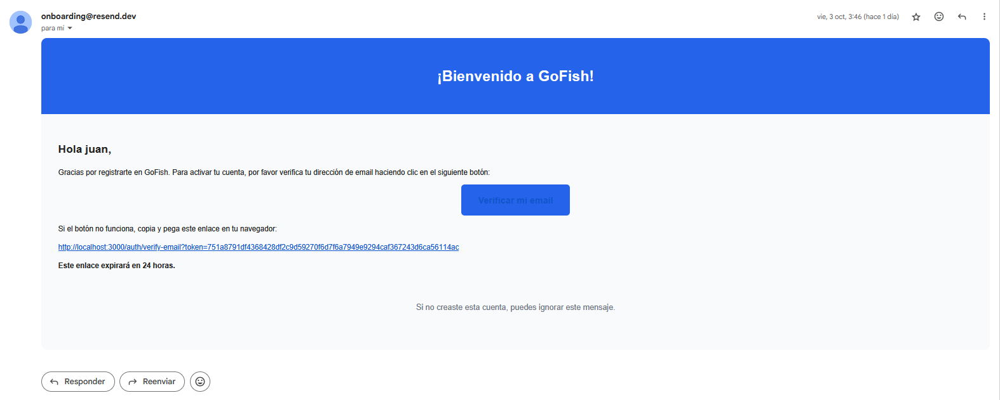 onboarding@resend.dev
vie, 3 oct, 3:46 (hace 1 día)
para mí
¡Bienvenido a GoFish!
Hola juan,
Gracias por registrarte en GoFish. Para activar tu cuenta, por favor verifica tu dirección de email haciendo clic en el siguiente botón:
Verificar mi email
Si el botón no funciona, copia y pega este enlace en tu navegador:
http://localhost:3000/auth/verify-email?token=751a8791df4368428df2c9d59270f6d7f6a7949e9294caf367243d6ca56114ac
Este enlace expirará en 24 horas.
Si no creaste esta cuenta, puedes ignorar este mensaje.
Responder
Reenviar